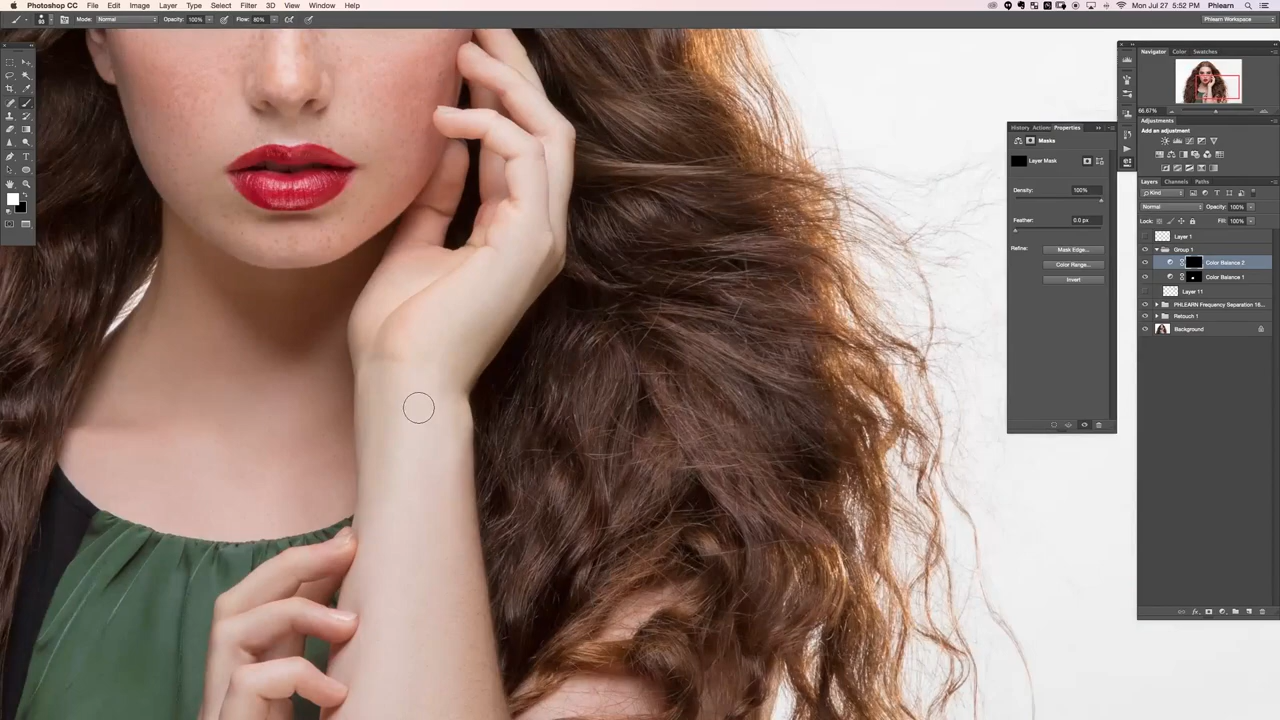 Photoshop CC File Edit Image Layer Type Select Filter 3D View Window Help Mon Jul 27 5:52 PM Phlearn
Mode: Normal Opacity: 100% Flow: 80% Phlearn Workspace
Navigator Color Swatches
66.67%
Adjustments
Add an adjustment
History Actions Properties
Masks
Layer Mask
Density: 100%
Feather: 0.0 px
Refine: Mask Edge...
Color Range...
Invert
Layers Channels Paths
Kind
Normal Opacity: 100%
Lock: Fill: 100%
Layer 1
Group 1
Color Balance 2
Color Balance 1
Layer 11
PHLEARN Frequency Separation 16...
Retouch 1
Background